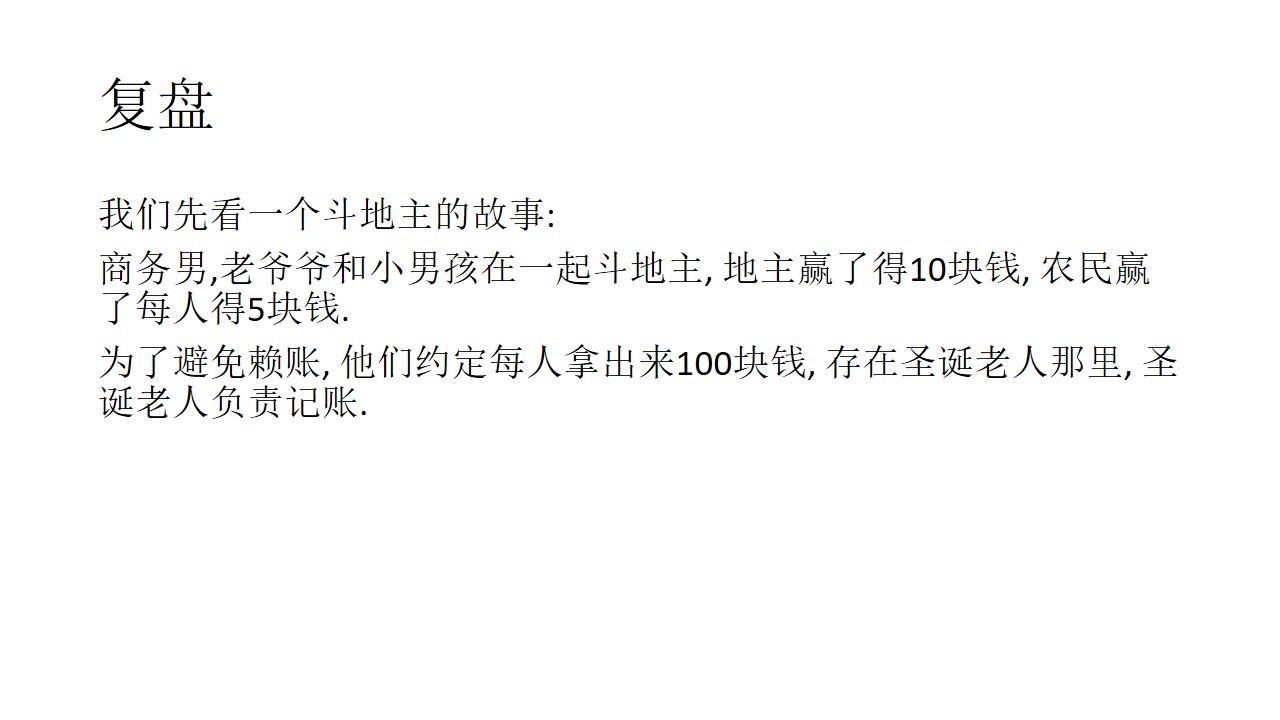 复盘
我们先看一个斗地主的故事:
商务男,老爷爷和小男孩在一起斗地主, 地主赢了得10块钱, 农民赢
了每人得5块钱.
为了避免赖账, 他们约定每人拿出来100块钱, 存在圣诞老人那里, 圣
诞老人负责记账.